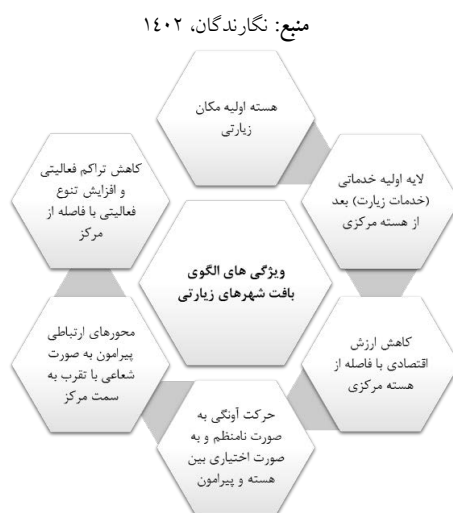 منبع: نگارندگان، ۱٤۰۲
هسته اولیه مکان
زیارتی
لایه اولیه خدماتی
(خدمات زیارت) بعد
از هسته مرکزی
کاهش ارزش
اقتصادی با فاصله از
هسته مرکزی
حرکت آونگی به
صورت نامنظم و به
صورت اختیاری بین
هسته و پیرامون
محورهای ارتباطی
پیرامون به صورت
شعاعی با تقرب به
سمت مرکز
کاهش تراکم فعالیتی
و افزایش تنوع
فعالیتی با فاصله از
مرکز
ویژگی های الگوی
بافت شهرهای زیارتی